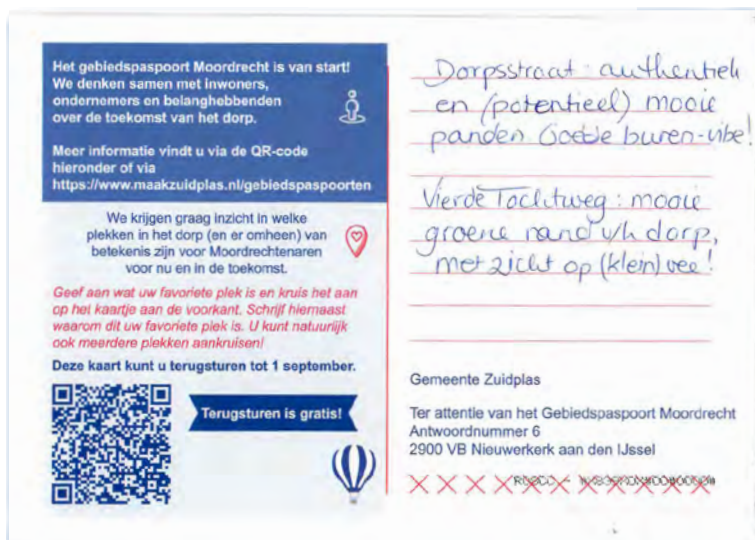 Het gebiedspaspoort Moordrecht is van start!
We denken samen met inwoners,
ondernemers en belanghebbenden
over de toekomst van het dorp.
Meer informatie vindt u via de QR-code
hieronder of via
https://www.maakzuidplas.nl/gebiedspaspoorten
We krijgen graag inzicht in welke
plekken in het dorp (en er omheen) van
betekenis zijn voor Moordrechtenaren
voor nu en in de toekomst.
Geef aan wat uw favoriete plek is en kruis het aan
op het kaartje aan de voorkant. Schrijf hiernaast
waarom dit uw favoriete plek is. U kunt natuurlijk
ook meerdere plekken aankruisen!
Deze kaart kunt u terugsturen tot 1 september.
Terugsturen is gratis!
Dorpsstraat: authentiek
en (potentieel) mooie
panden Goede buren-vibe!
Vierde Tochtweg: mooie
groene rand v/h dorp,
met zicht op (klein)vee!
Gemeente Zuidplas
Ter attentie van het Gebiedspaspoort Moordrecht
Antwoordnummer 6
2900 VB Nieuwerkerk aan den IJssel